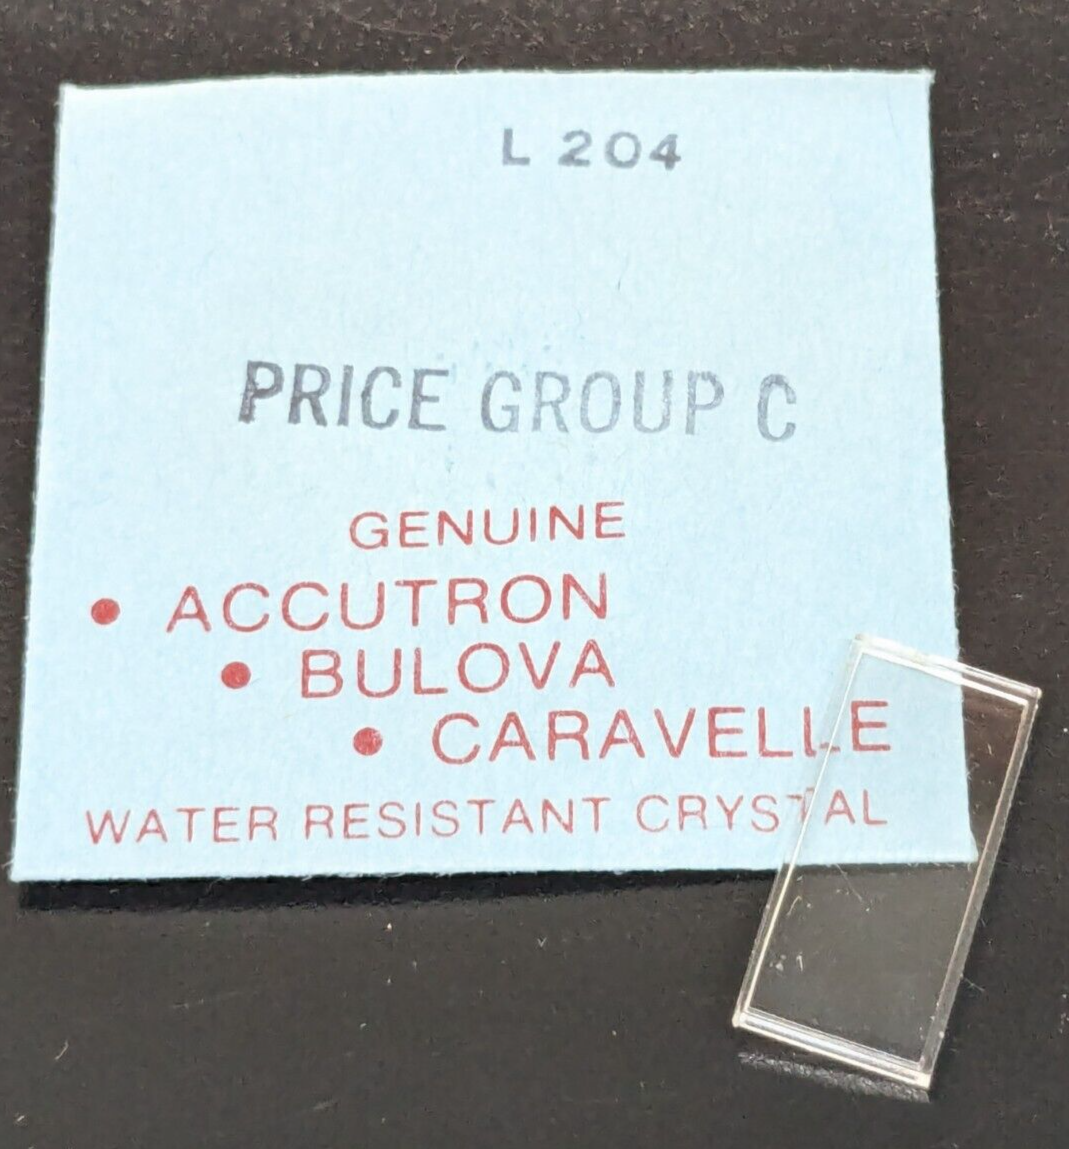 L 204
PRICE GROUP C
GENUINE
• ACCUTRON
• BULOVA
• CARAVELLE
WATER RESISTANT CRYSTAL